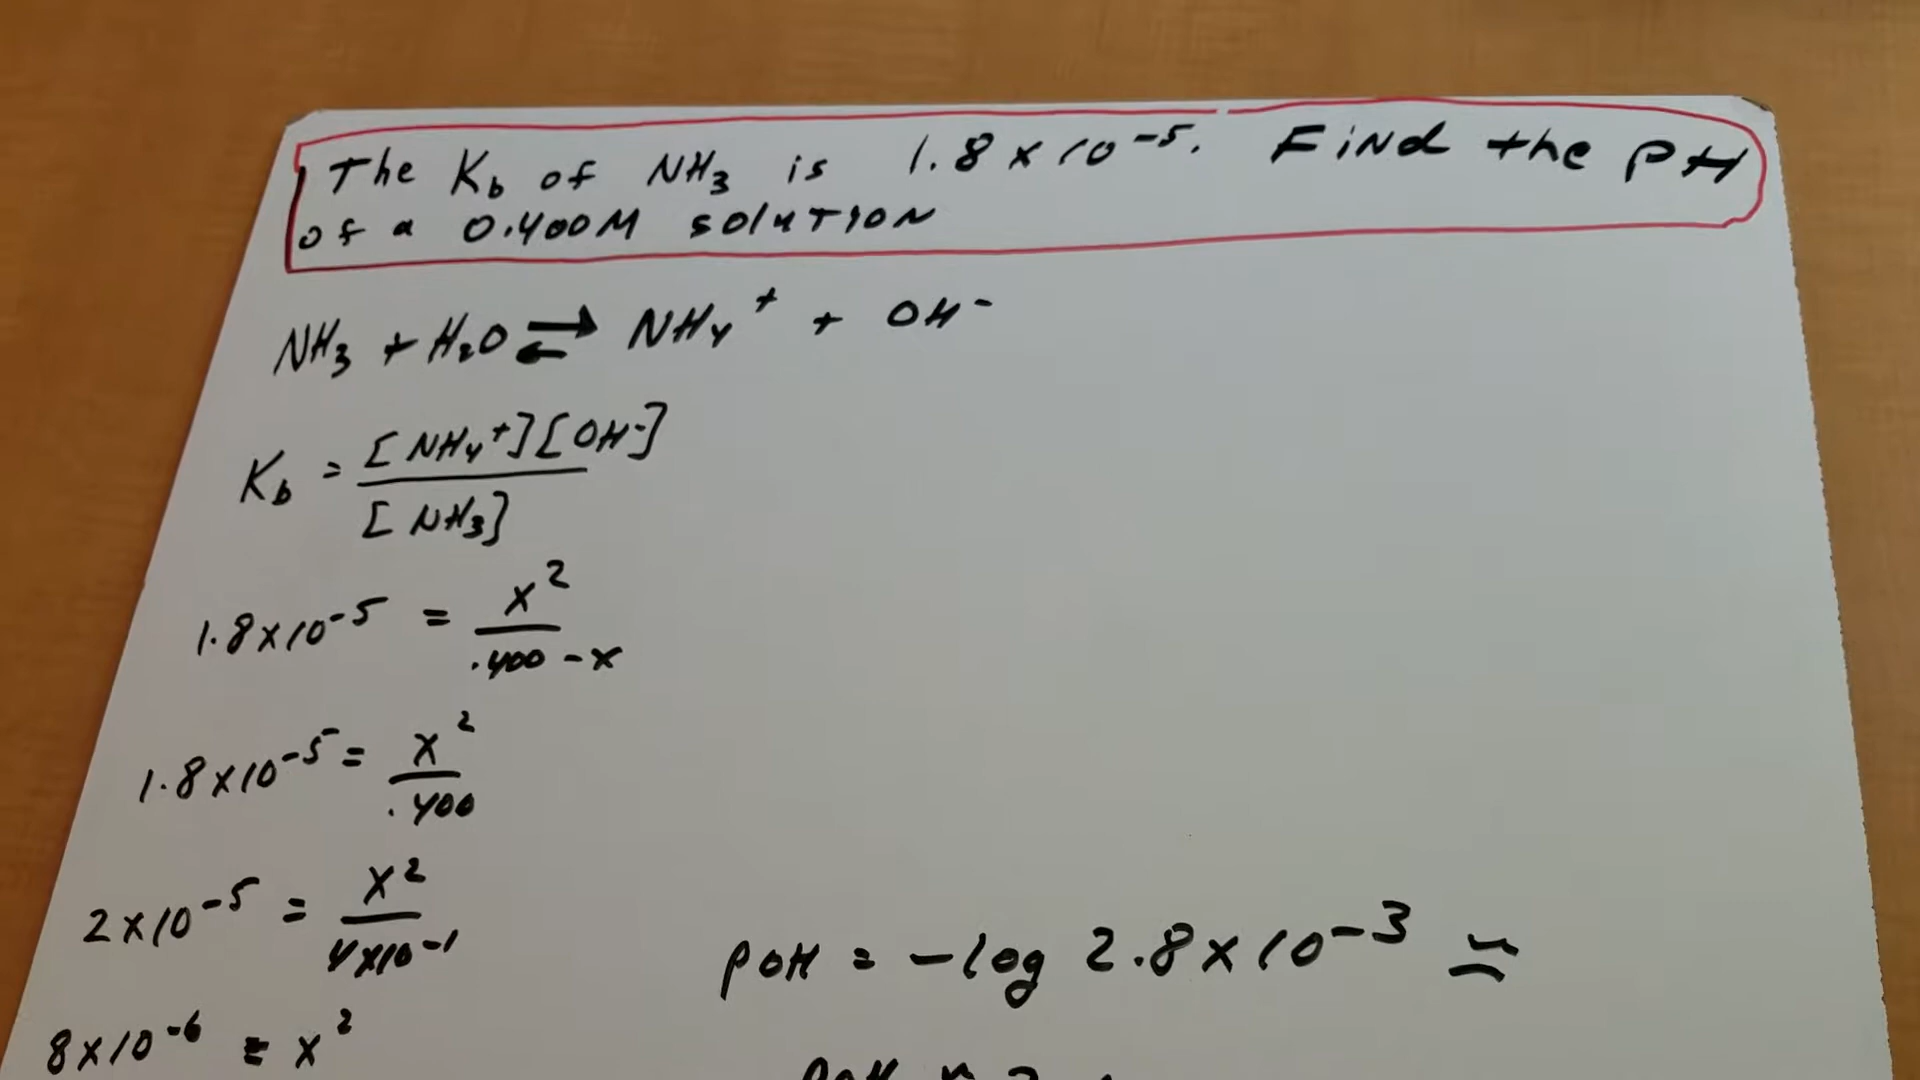 The Kb of NH3 is 1.8 x 10^-5. Find the pH
of a 0.400M solution
NH3 + H2O ⇌ NH4^+ + OH^-
Kb = [NH4^+][OH^-] / [NH3]
1.8 x 10^-5 = x^2 / .400 - x
1.8 x 10^-5 = x^2 / .400
2 x 10^-5 = x^2 / 4 x 10^-1
8 x 10^-6 = x^2
pOH = -log 2.8 x 10^-3 ≃